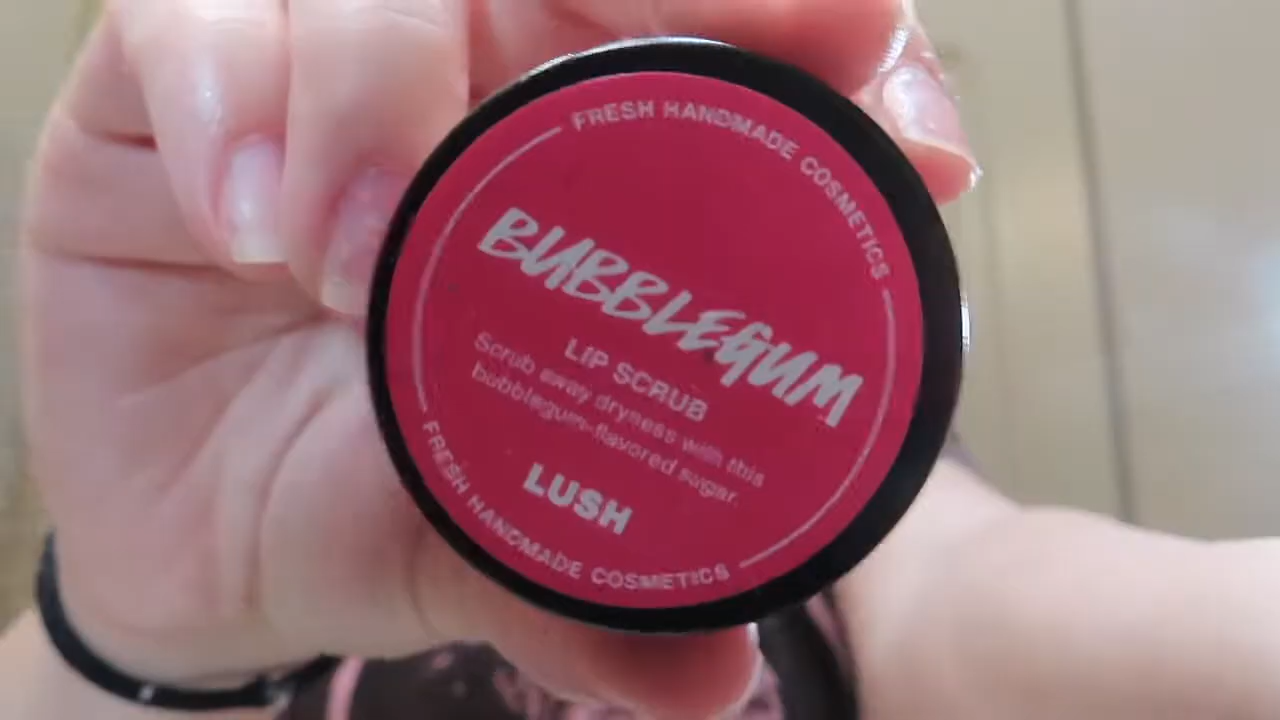 FRESH HANDMADE COSMETICS
BUBBLEGUM
LIP SCRUB
Scrub away dryness with this
bubblegum-flavored sugar.
LUSH
FRESH HANDMADE COSMETICS